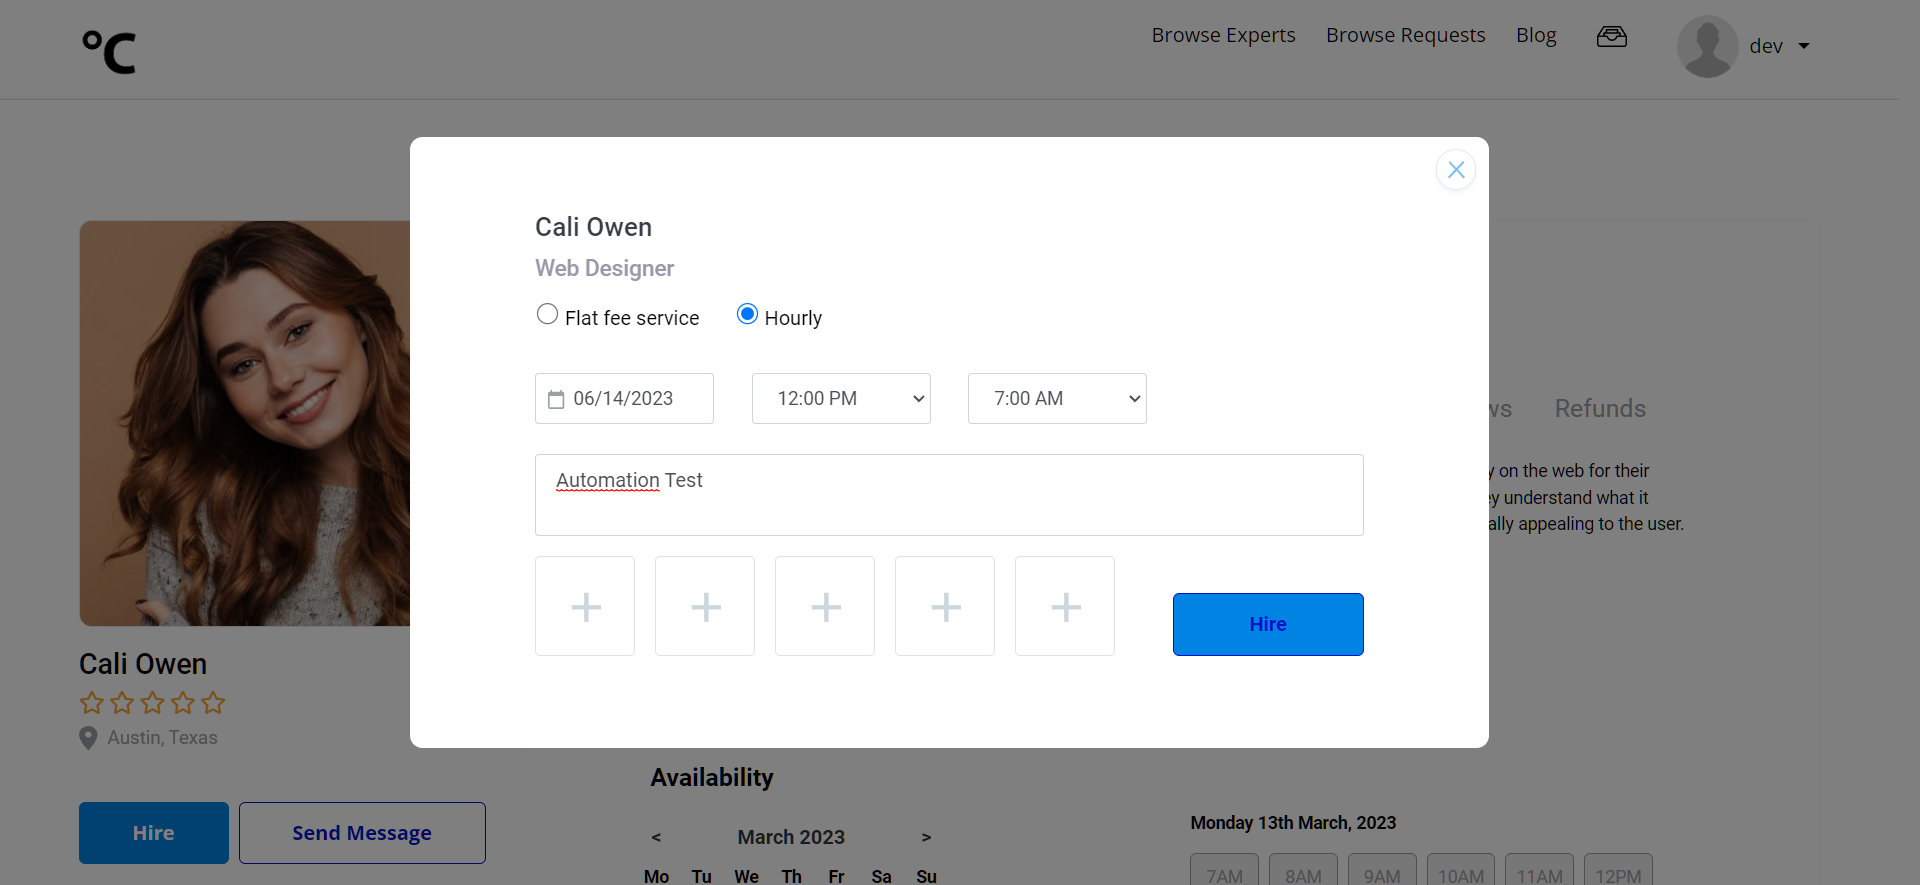 °C
Browse Experts Browse Requests Blog dev
Cali Owen
Web Designer
Flat fee service Hourly
06/14/2023 12:00 PM 7:00 AM
Automation Test
Hire
ws Refunds
y on the web for their
ey understand what it
ally appealing to the user.
Cali Owen
Austin, Texas
Hire Send Message
Availability
< March 2023 >
Mo Tu We Th Fr Sa Su
Monday 13th March, 2023
7AM 8AM 9AM 10AM 11AM 12PM